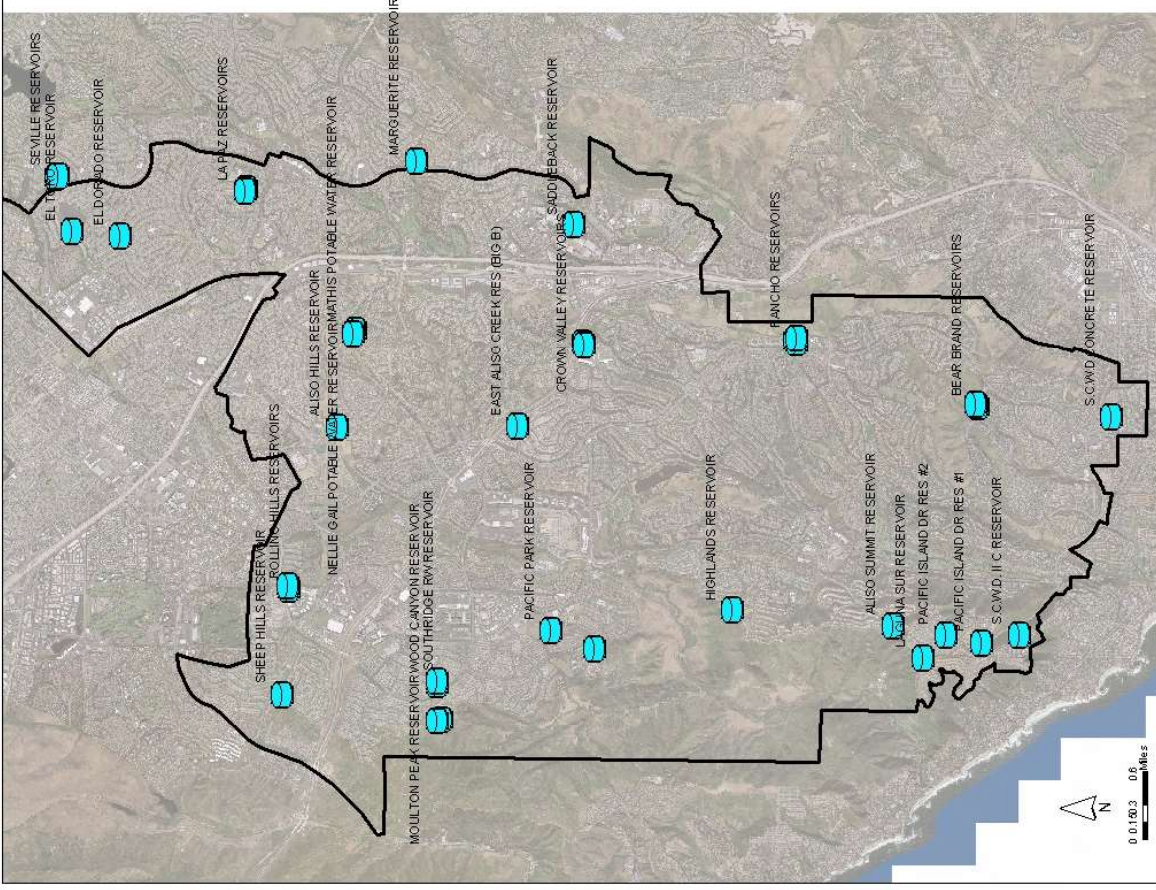 SEVILLE RESERVOIRS
EL TORO RESERVOIR
ELDORADO RESERVOIR
LA PAZ RESERVOIRS
MARGUERITE RESERVOIR
SADDLEBACK RESERVOIR
ALISO HILLS RESERVOIR
MATHIS POTABLE WATER RESERVOIR
NELLIE GAIL POTABLE WATER RESERVOIR
EAST ALISO CREEK RES (BIG B)
CROWN VALLEY RESERVOIRS
RANCHO RESERVOIRS
BEAR BRAND RESERVOIRS
S.C.W.D CONCRETE RESERVOIR
ROLLING HILLS RESERVOIRS
SHEEP HILLS RESERVOIR
WOOD CANYON RESERVOIR
MOULTON PEAK RESERVOIR
SOUTHRIDGE RW RESERVOIR
PACIFIC PARK RESERVOIR
HIGHLANDS RESERVOIR
ALISO SUMMIT RESERVOIR
LAGUNA SUR RESERVOIR
PACIFIC ISLAND DR RES #2
PACIFIC ISLAND DR RES #1
S.C.W.D. II C RESERVOIR
N
0 0.15 0.3 0.6
Miles